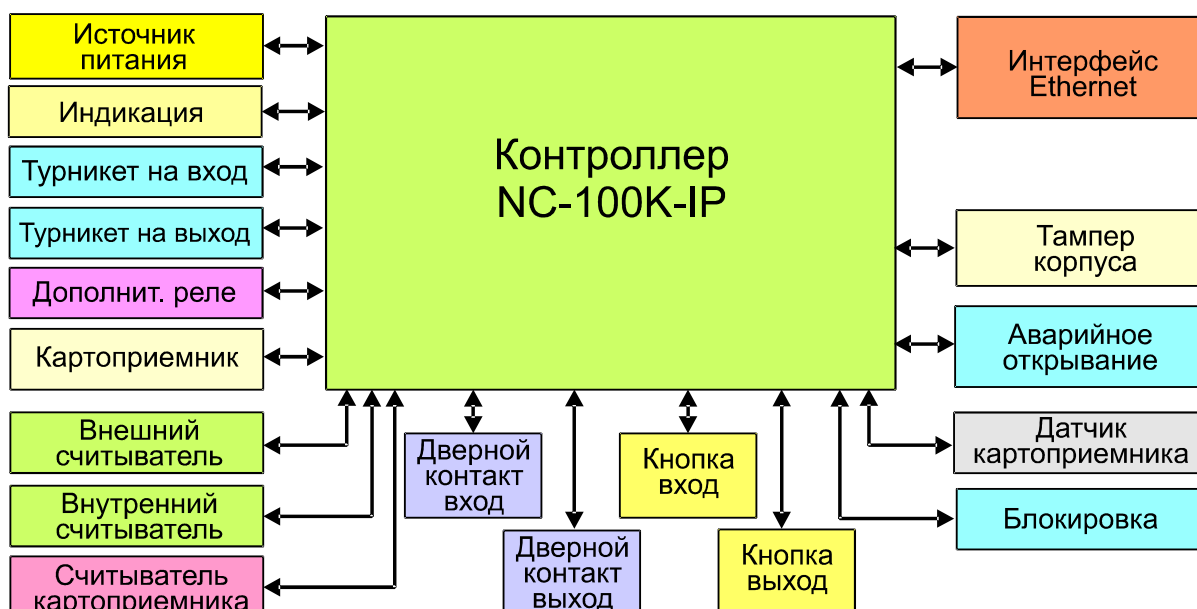 Источник
питания
Индикация
Турникет на вход
Турникет на выход
Дополнит. реле
Картоприемник
Внешний
считыватель
Внутренний
считыватель
Считыватель
картоприемника
Контроллер
NC-100K-IP
Дверной
контакт
вход
Дверной
контакт
выход
Кнопка
вход
Кнопка
выход
Интерфейс
Ethernet
Тампер
корпуса
Аварийное
открывание
Датчик
картоприемника
Блокировка